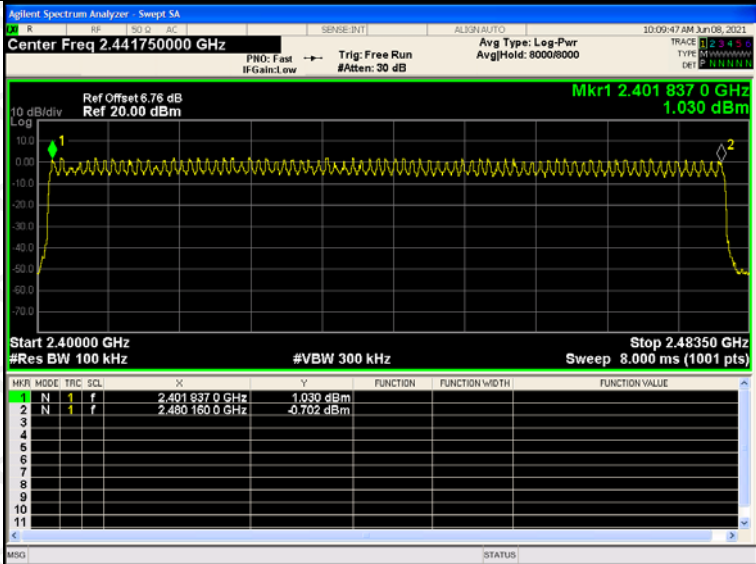 Agilent Spectrum Analyzer - Swept SA
R RF 50 Ω AC SENSE:INT ALIGNAUTO 10:09:47 AM Jun 08, 2021
Center Freq 2.441750000 GHz Avg Type: Log-Pwr TRACE 1 2 3 4 5 6
PNO: Fast Trig: Free Run Avg|Hold: 8000/8000 TYPE M
IFGain:Low #Atten: 30 dB DET P N N N N N
Mkr1 2.401 837 0 GHz
Ref Offset 6.76 dB
10 dB/div Ref 20.00 dBm 1.030 dBm
Log
10.0
1
2
0.00
-10.0
-20.0
-30.0
-40.0
-50.0
-60.0
-70.0
Start 2.40000 GHz Stop 2.48350 GHz
#Res BW 100 kHz #VBW 300 kHz Sweep 8.000 ms (1001 pts)
MKR MODE TRC SCL X Y FUNCTION FUNCTION WIDTH FUNCTION VALUE
1 N 1 f 2.401 837 0 GHz 1.030 dBm
2 N 1 f 2.480 160 0 GHz -0.702 dBm
3
4
5
6
7
8
9
10
11
MSG STATUS